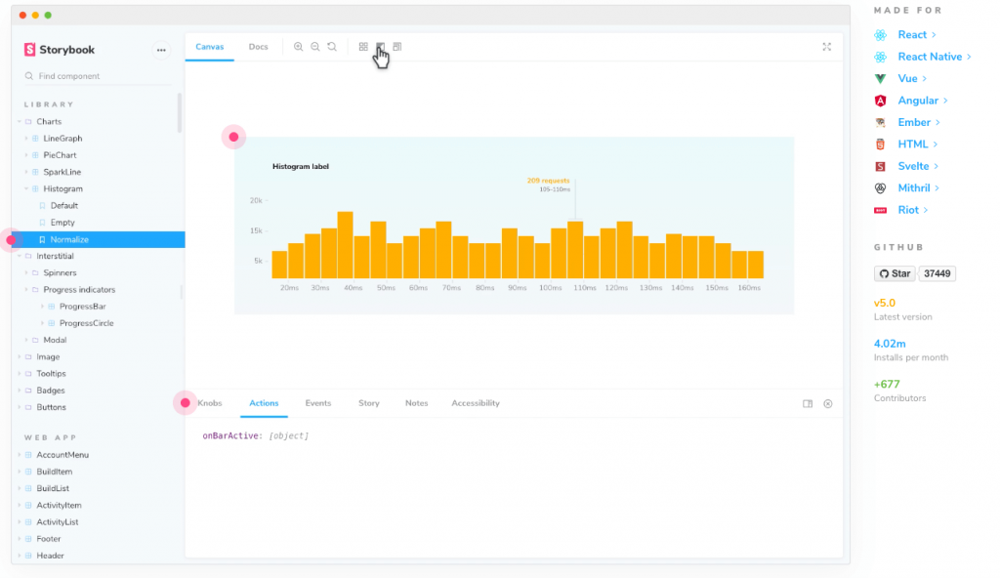 Storybook
Find component
LIBRARY
Charts
LineGraph
PieChart
SparkLine
Histogram
Default
Empty
Normalize
Interstitial
Spinners
Progress indicators
ProgressBar
ProgressCircle
Modal
Image
Tooltips
Badges
Buttons
WEB APP
AccountMenu
BuildItem
BuildList
ActivityItem
ActivityList
Footer
Header
Canvas Docs
Histogram label
209 requests
105–110ms
20k
15k
5k
20ms 30ms 40ms 50ms 60ms 70ms 80ms 90ms 100ms 110ms 120ms 130ms 140ms 150ms 160ms
Knobs Actions Events Story Notes Accessibility
onBarActive: [object]
MADE FOR
React
React Native
Vue
Angular
Ember
HTML
Svelte
Mithril
Riot
GITHUB
Star 37449
v5.0
Latest version
4.02m
Installs per month
+677
Contributors